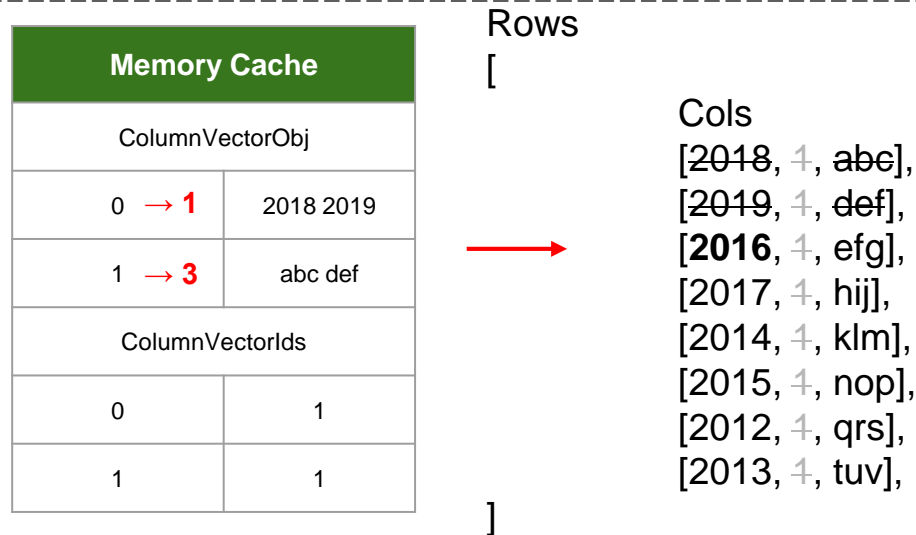 Memory Cache
ColumnVectorObj
0 → 1 2018 2019
1 → 3 abc def
ColumnVectorIds
0 1
1 1
Rows
[
Cols
[2018, 1, abc],
[2019, 1, def],
[2016, 1, efg],
[2017, 1, hij],
[2014, 1, klm],
[2015, 1, nop],
[2012, 1, qrs],
[2013, 1, tuv],
]